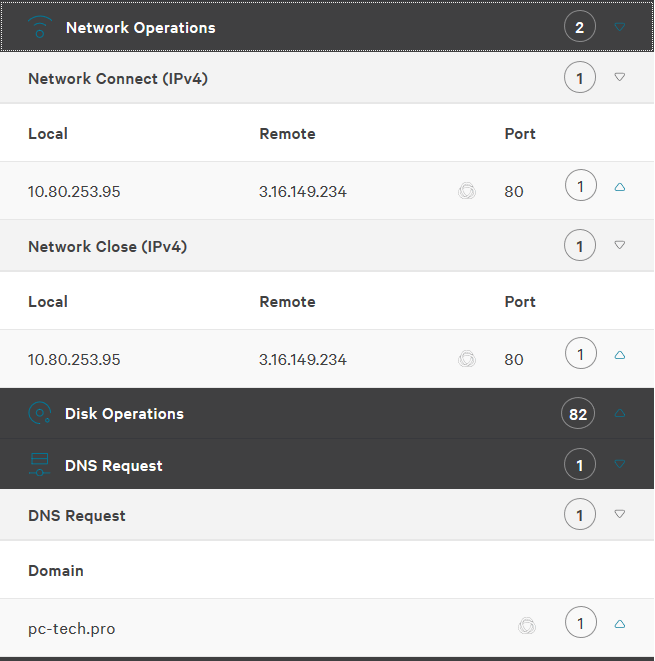 Network Operations 2
Network Connect (IPv4) 1
Local Remote Port
10.80.253.95 3.16.149.234 80 1
Network Close (IPv4) 1
Local Remote Port
10.80.253.95 3.16.149.234 80 1
Disk Operations 82
DNS Request 1
DNS Request 1
Domain
pc-tech.pro 1